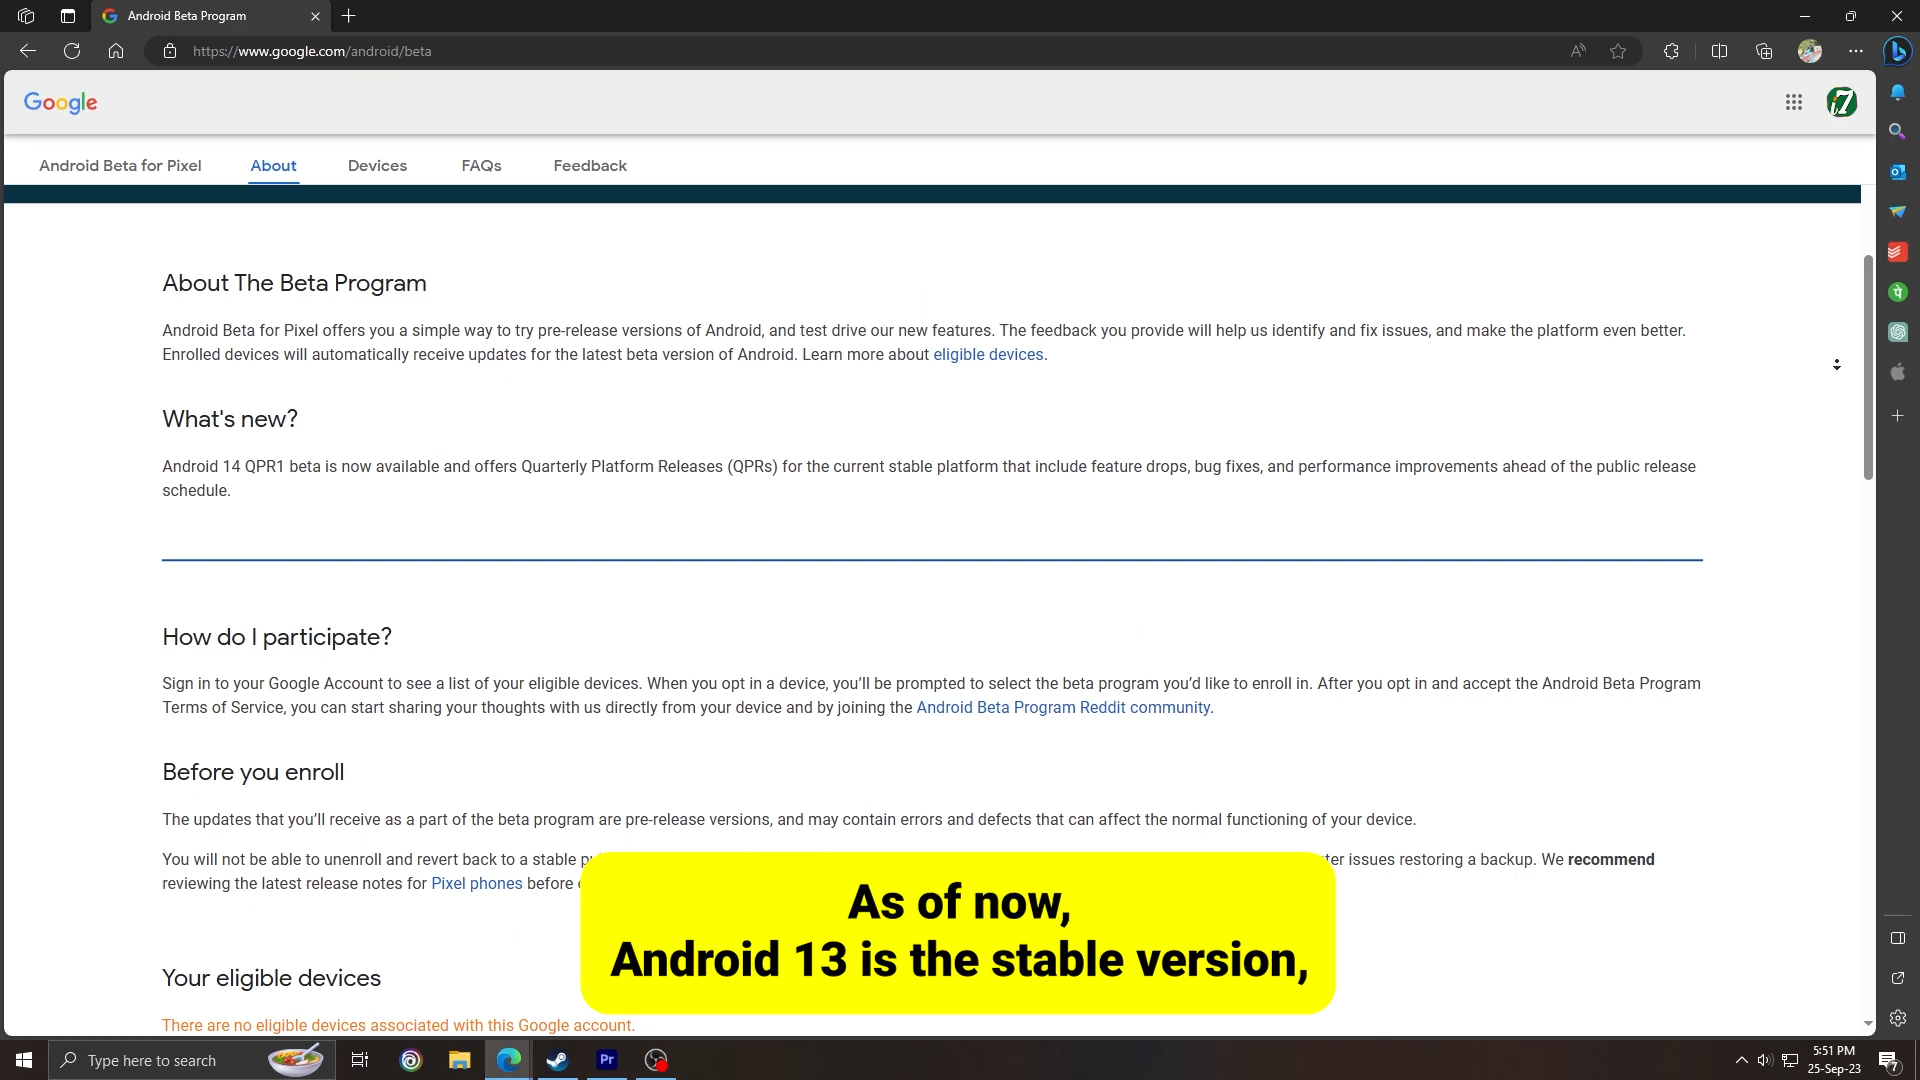 Android Beta Program
https://www.google.com/android/beta
Google
i7
Android Beta for Pixel
About
Devices
FAQs
Feedback
About The Beta Program
Android Beta for Pixel offers you a simple way to try pre-release versions of Android, and test drive our new features. The feedback you provide will help us identify and fix issues, and make the platform even better.
Enrolled devices will automatically receive updates for the latest beta version of Android. Learn more about eligible devices.
What's new?
Android 14 QPR1 beta is now available and offers Quarterly Platform Releases (QPRs) for the current stable platform that include feature drops, bug fixes, and performance improvements ahead of the public release
schedule.
How do I participate?
Sign in to your Google Account to see a list of your eligible devices. When you opt in a device, you’ll be prompted to select the beta program you’d like to enroll in. After you opt in and accept the Android Beta Program
Terms of Service, you can start sharing your thoughts with us directly from your device and by joining the Android Beta Program Reddit community.
Before you enroll
The updates that you’ll receive as a part of the beta program are pre-release versions, and may contain errors and defects that can affect the normal functioning of your device.
You will not be able to unenroll and revert back to a stable issues restoring a backup. We recommend
reviewing the latest release notes for Pixel phones before
As of now,
Android 13 is the stable version,
Your eligible devices
There are no eligible devices associated with this Google account.
Type here to search
Pr
5:51 PM
25-Sep-23
7